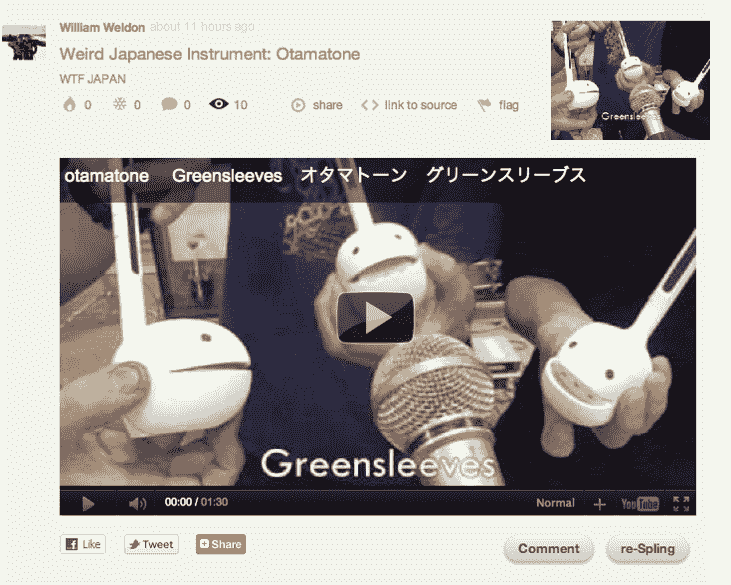 William Weldon about 11 hours ago
Weird Japanese Instrument: Otamatone
WTF JAPAN
0 0 0 10 share link to source flag
Greensleeves
otamatone Greensleeves オタマトーン グリーンスリーブス
Greensleeves
00:00 / 01:30 Normal YouTube
Like Tweet Share Comment re-Spling